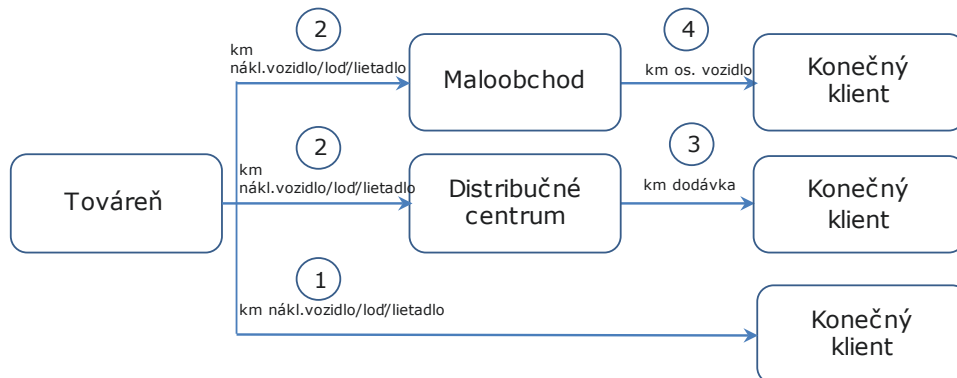 2
km
nákl.vozidlo/loď/lietadlo
Maloobchod
4
km os. vozidlo
Konečný
klient
Továreň
2
km
nákl.vozidlo/loď/lietadlo
Distribučné
centrum
3
km dodávka
Konečný
klient
1
km nákl.vozidlo/loď/lietadlo
Konečný
klient